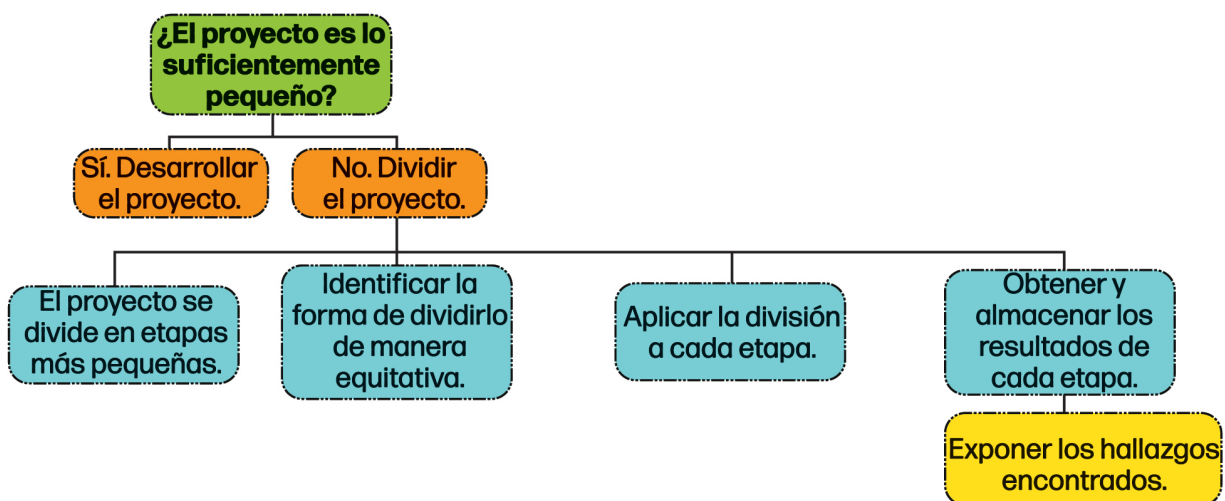 ¿El proyecto es lo
suficientemente
pequeño?
Sí. Desarrollar
el proyecto.
No. Dividir
el proyecto.
El proyecto se
divide en etapas
más pequeñas.
Identificar la
forma de dividirlo
de manera
equitativa.
Aplicar la división
a cada etapa.
Obtener y
almacenar los
resultados de
cada etapa.
Exponer los hallazgos
encontrados.